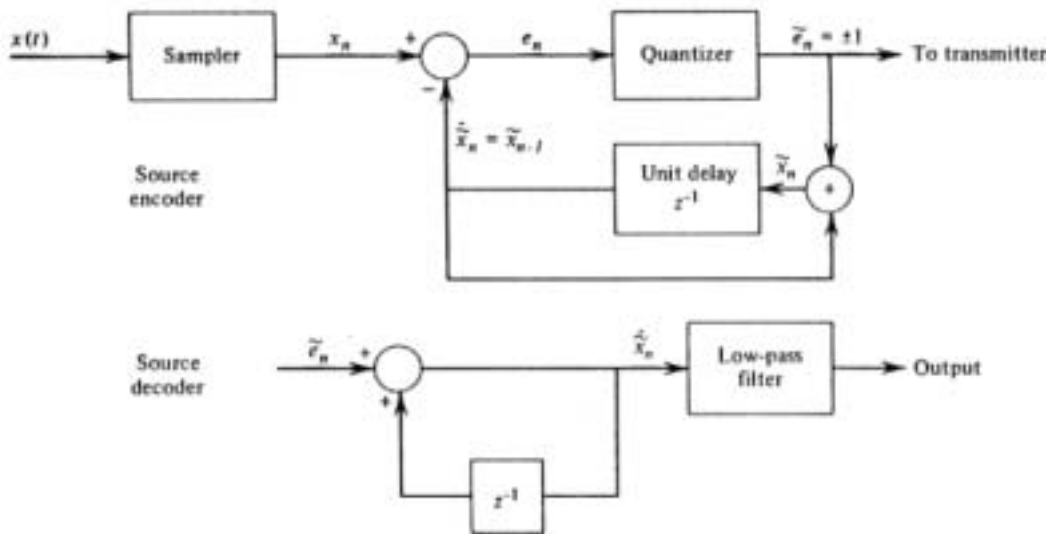 x(t)
Sampler
xₙ
+
−
eₙ
Quantizer
ẽₙ = ±1
To transmitter
x̃̂ₙ = x̃ₙ₋₁
Source
encoder
Unit delay
z⁻¹
x̃ₙ
+
Source
decoder
ẽₙ
+
+
x̃̂ₙ
Low-pass
filter
Output
z⁻¹